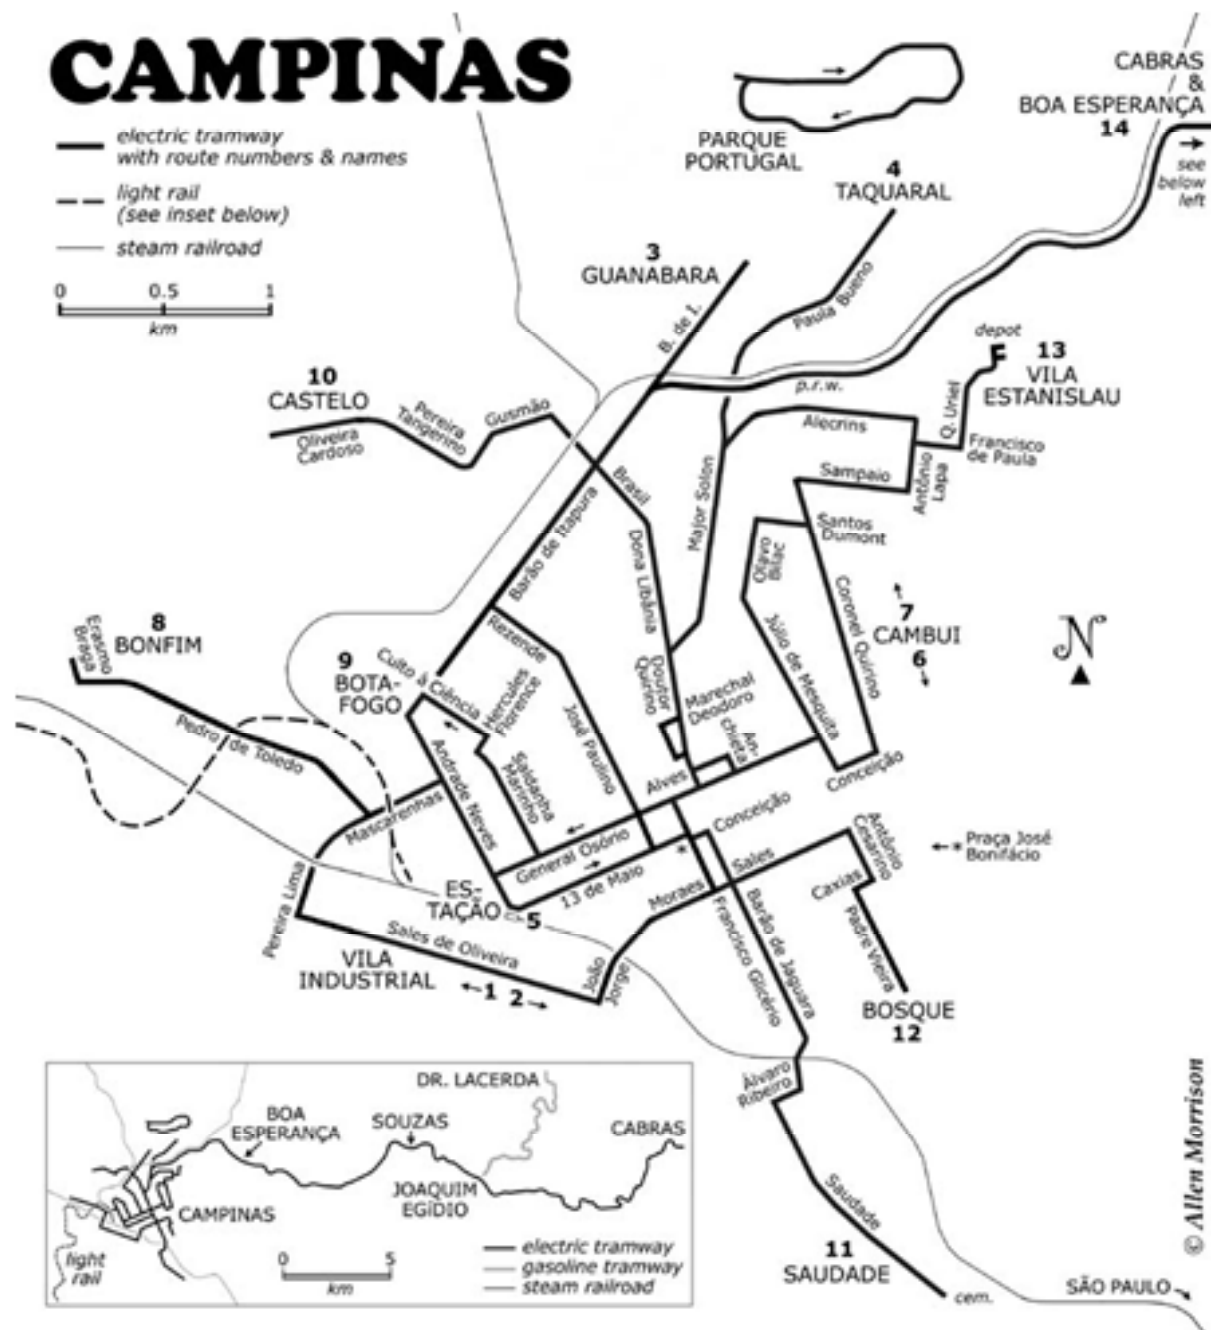 CAMPINAS
electric tramway
with route numbers & names
light rail
(see inset below)
steam railroad
0 0.5 1
km
PARQUE
PORTUGAL
CABRAS
&
BOA ESPERANÇA
14
see
below
left
4
TAQUARAL
3
GUANABARA
B. de I.
Paula Bueno
depot
13
VILA
ESTANISLAU
p.r.w.
10
CASTELO
Oliveira
Cardoso
Pereira
Tangerino
Gusmão
Alecrins
Q. Uriel
Francisco
de Paula
Antônio
Lapa
Sampaio
Brasil
Major Solon
Barão de Itapura
Dona Libânia
Santos
Dumont
Olavo
Bilac
Coronel Quirino
Júlio de Mesquita
7
CAMBUI
6
N
8
BONFIM
Erasmo
Braga
Pedro de Toledo
9
BOTA-
FOGO
Culto à Ciência
Rezende
Hercules
Florence
José Paulino
Doutor
Quirino
Marechal
Deodoro
An-
chieta
Alves
Conceição
Andrade Neves
Saldanha
Marinho
Mascarenhas
General Osório
13 de Maio
Conceição
*
Sales
Moraes
Antônio
Cesarino
Caxias
Padre Vieira
* Praça José
Bonifácio
Pereira Lima
ES-
TAÇÃO
5
Sales de Oliveira
VILA
INDUSTRIAL
1 2
João
Jorge
Francisco Glicério
Barão de Jaguara
BOSQUE
12
Álvaro
Ribeiro
Saudade
11
SAUDADE
cem.
SÃO PAULO
© Allen Morrison
DR. LACERDA
BOA
ESPERANÇA
SOUZAS
CABRAS
JOAQUIM
EGÍDIO
CAMPINAS
light
rail
0 5
km
electric tramway
gasoline tramway
steam railroad